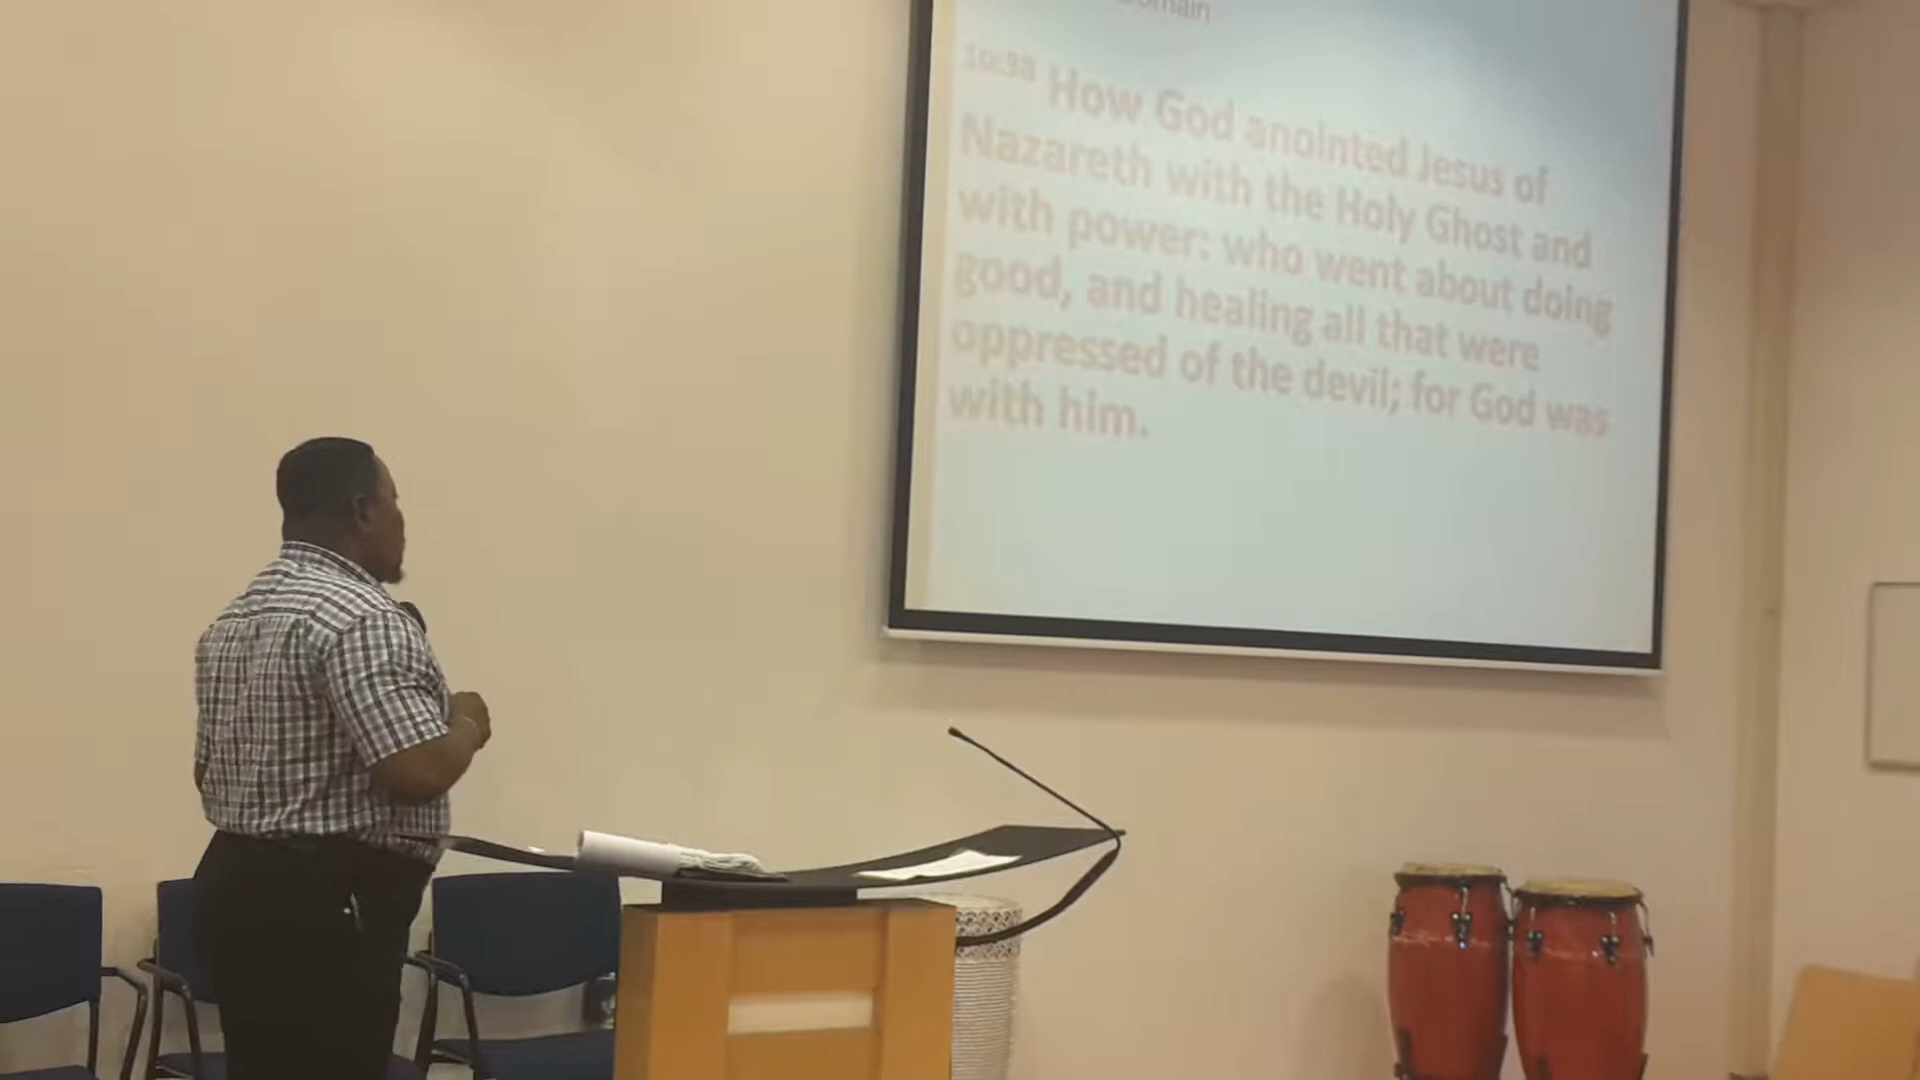 10:38 How God anointed Jesus of
Nazareth with the Holy Ghost and
with power: who went about doing
good, and healing all that were
oppressed of the devil; for God was
with him.